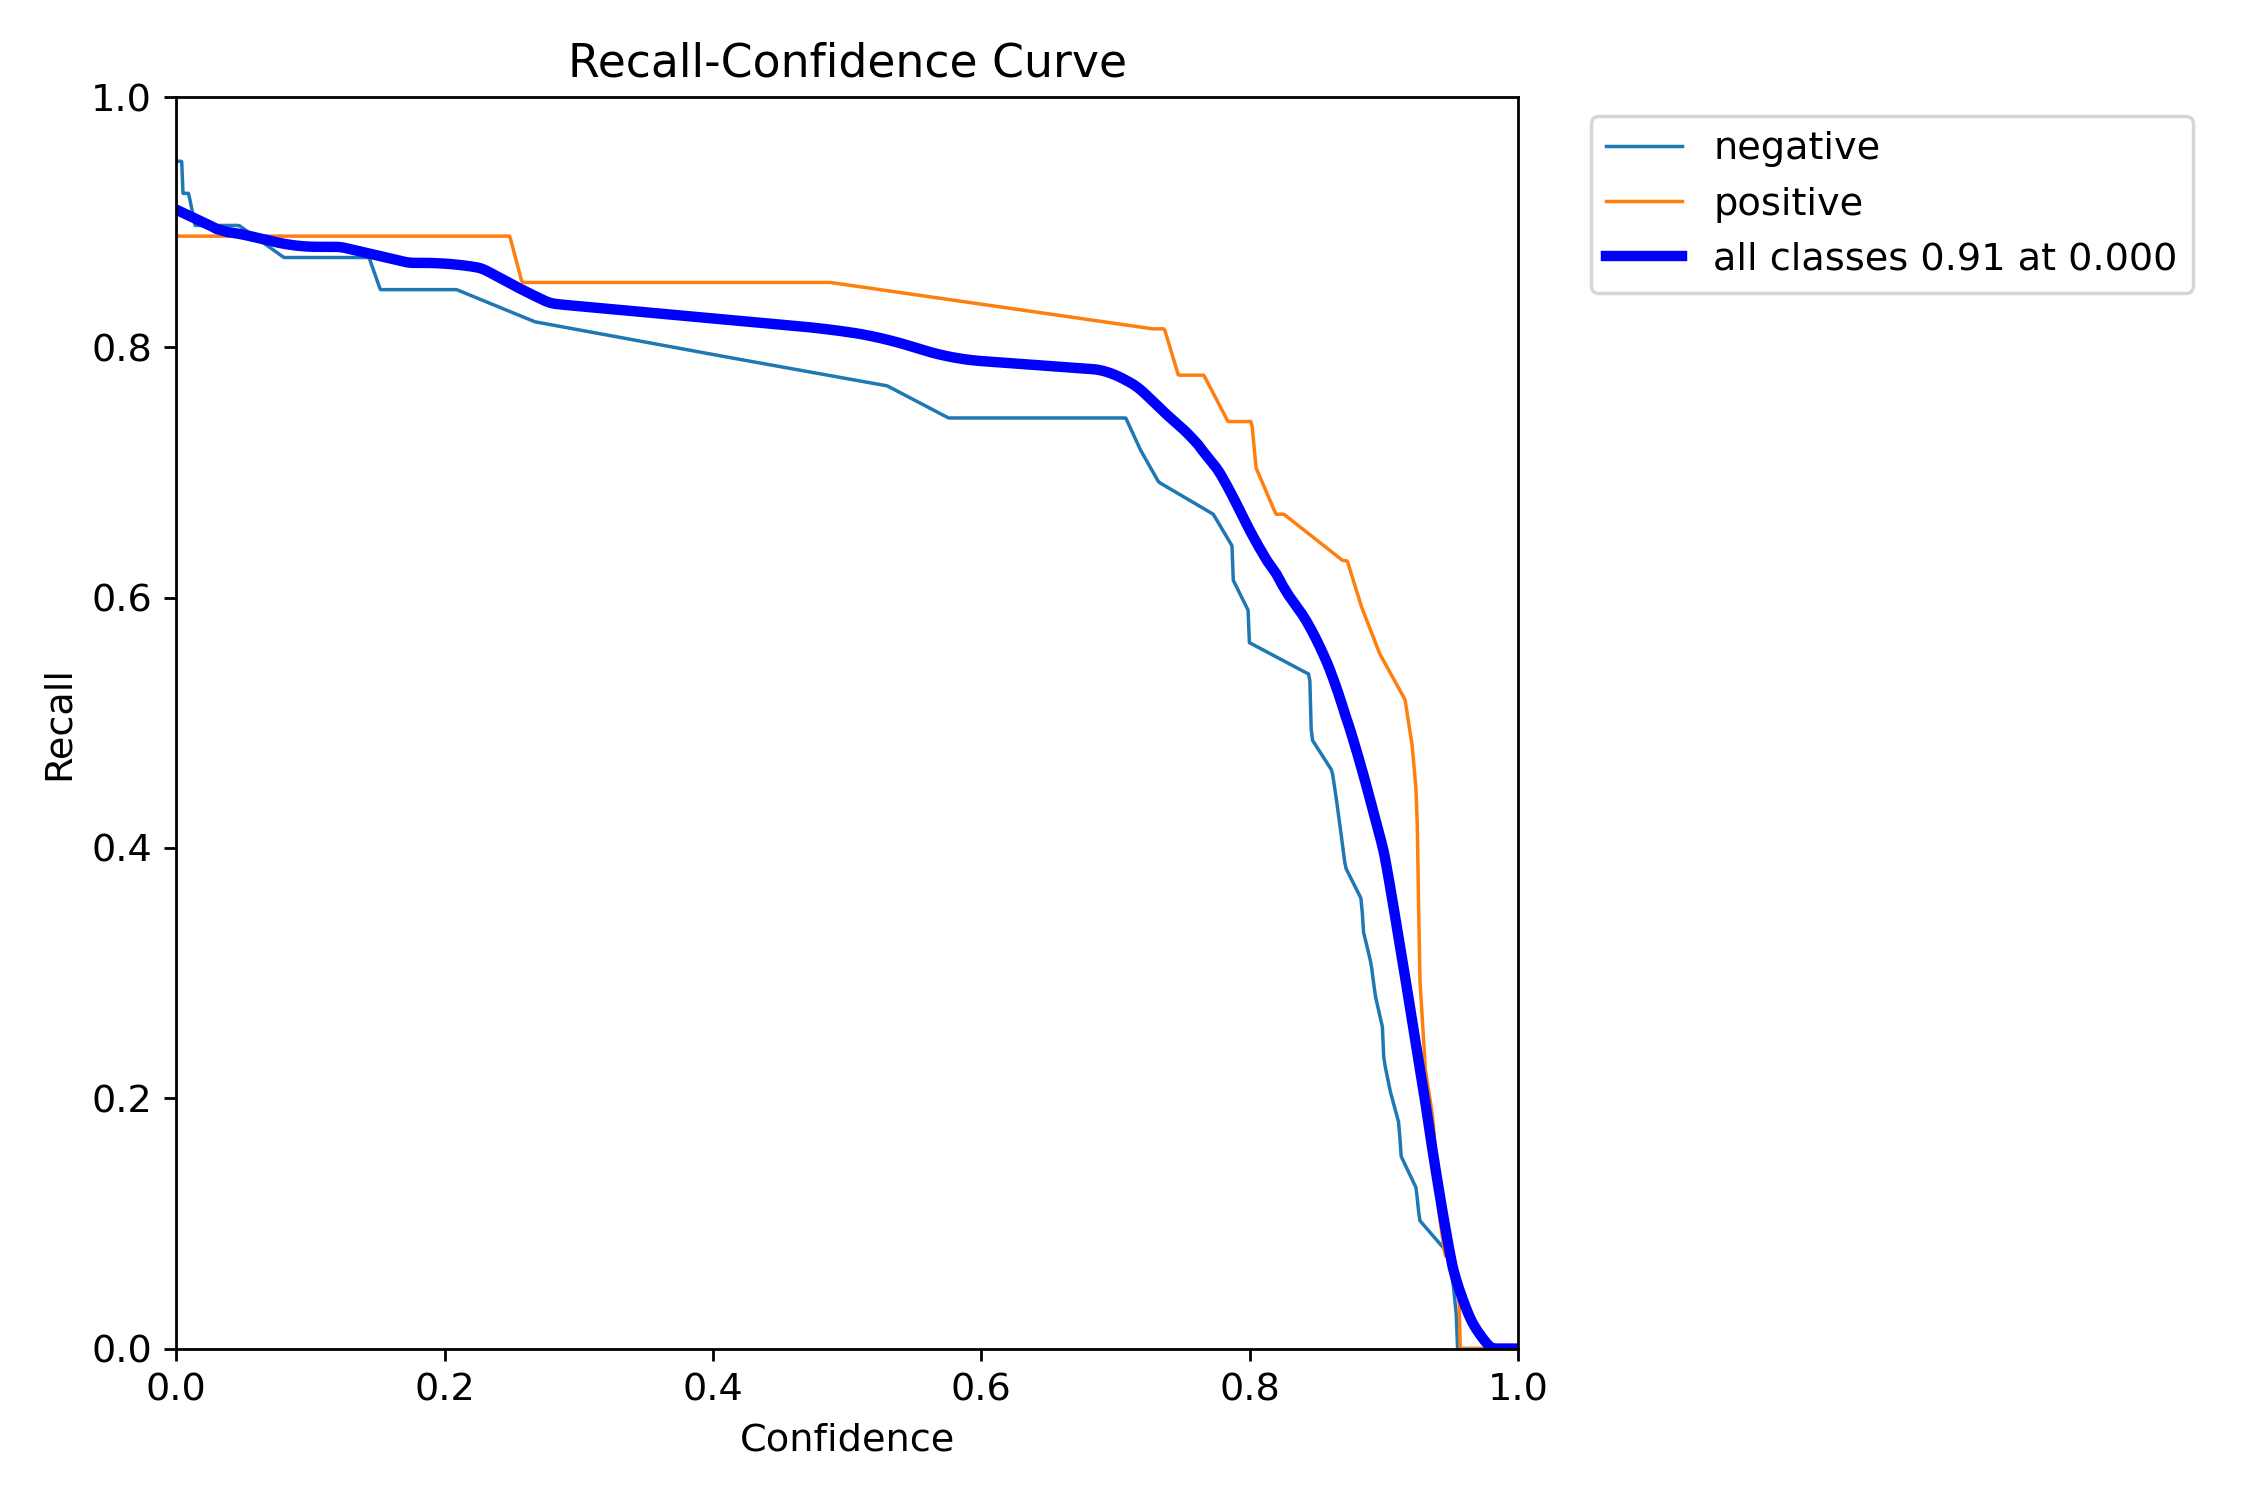 Recall-Confidence Curve
1.0
0.8
0.6
0.4
0.2
0.0
Recall
0.0 0.2 0.4 0.6 0.8 1.0
Confidence
negative
positive
all classes 0.91 at 0.000